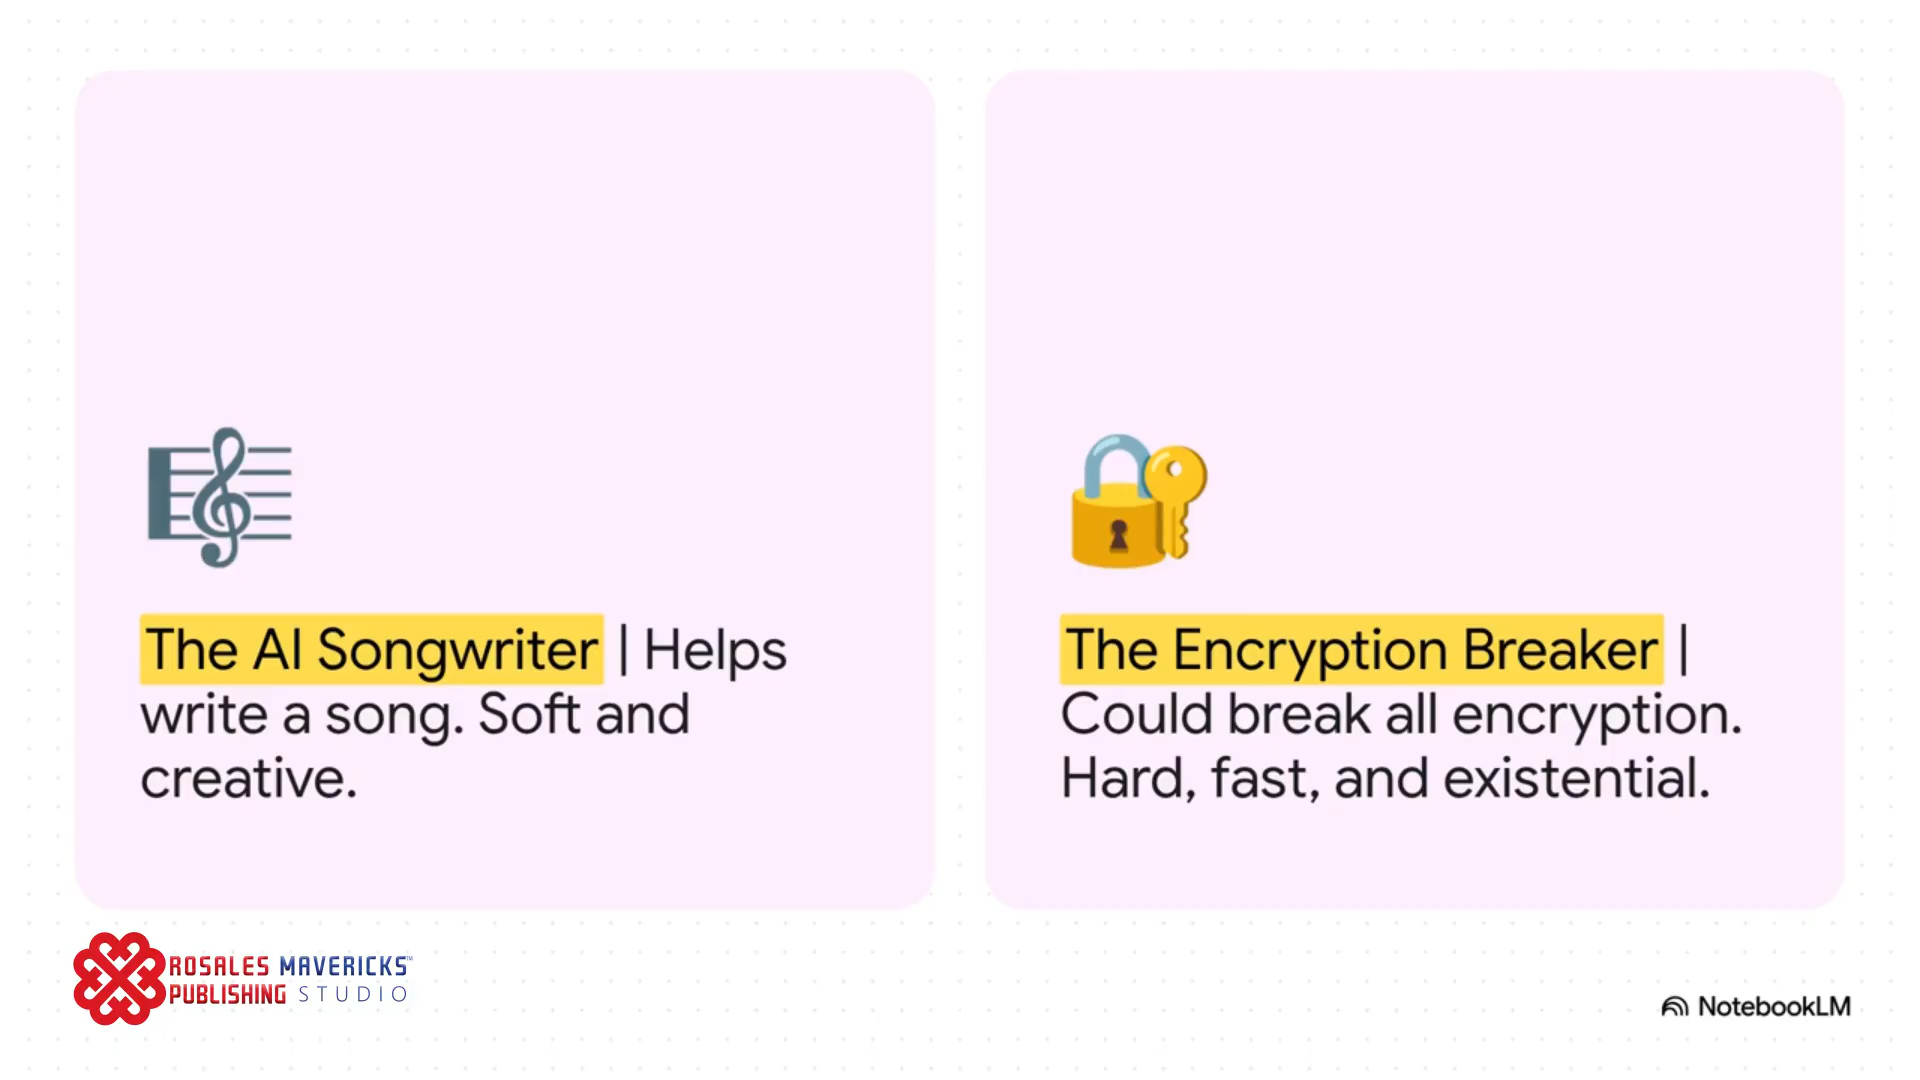 The AI Songwriter | Helps
write a song. Soft and
creative.
The Encryption Breaker |
Could break all encryption.
Hard, fast, and existential.
ROSALES MAVERICKS™
PUBLISHING STUDIO
NotebookLM